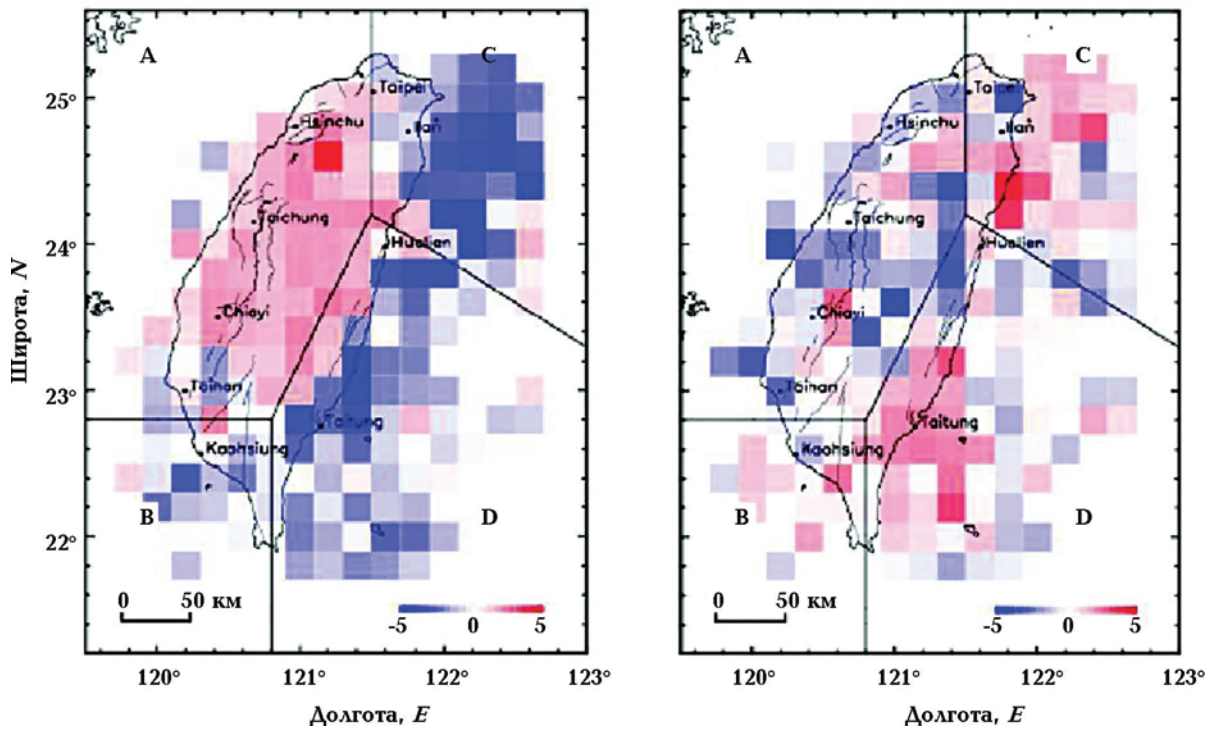 A
C
25°
24°
23°
22°
Широта, N
Taipei
Hsinchu
Ilan
Taichung
Hualien
Chiayi
Tainan
Taitung
Kaohsiung
B
D
0 50 км
-5 0 5
120° 121° 122° 123°
Долгота, E
A
C
Taipei
Hsinchu
Ilan
Taichung
Hualien
Chiayi
Tainan
Taitung
Kaohsiung
B
D
0 50 км
-5 0 5
120° 121° 122° 123°
Долгота, E